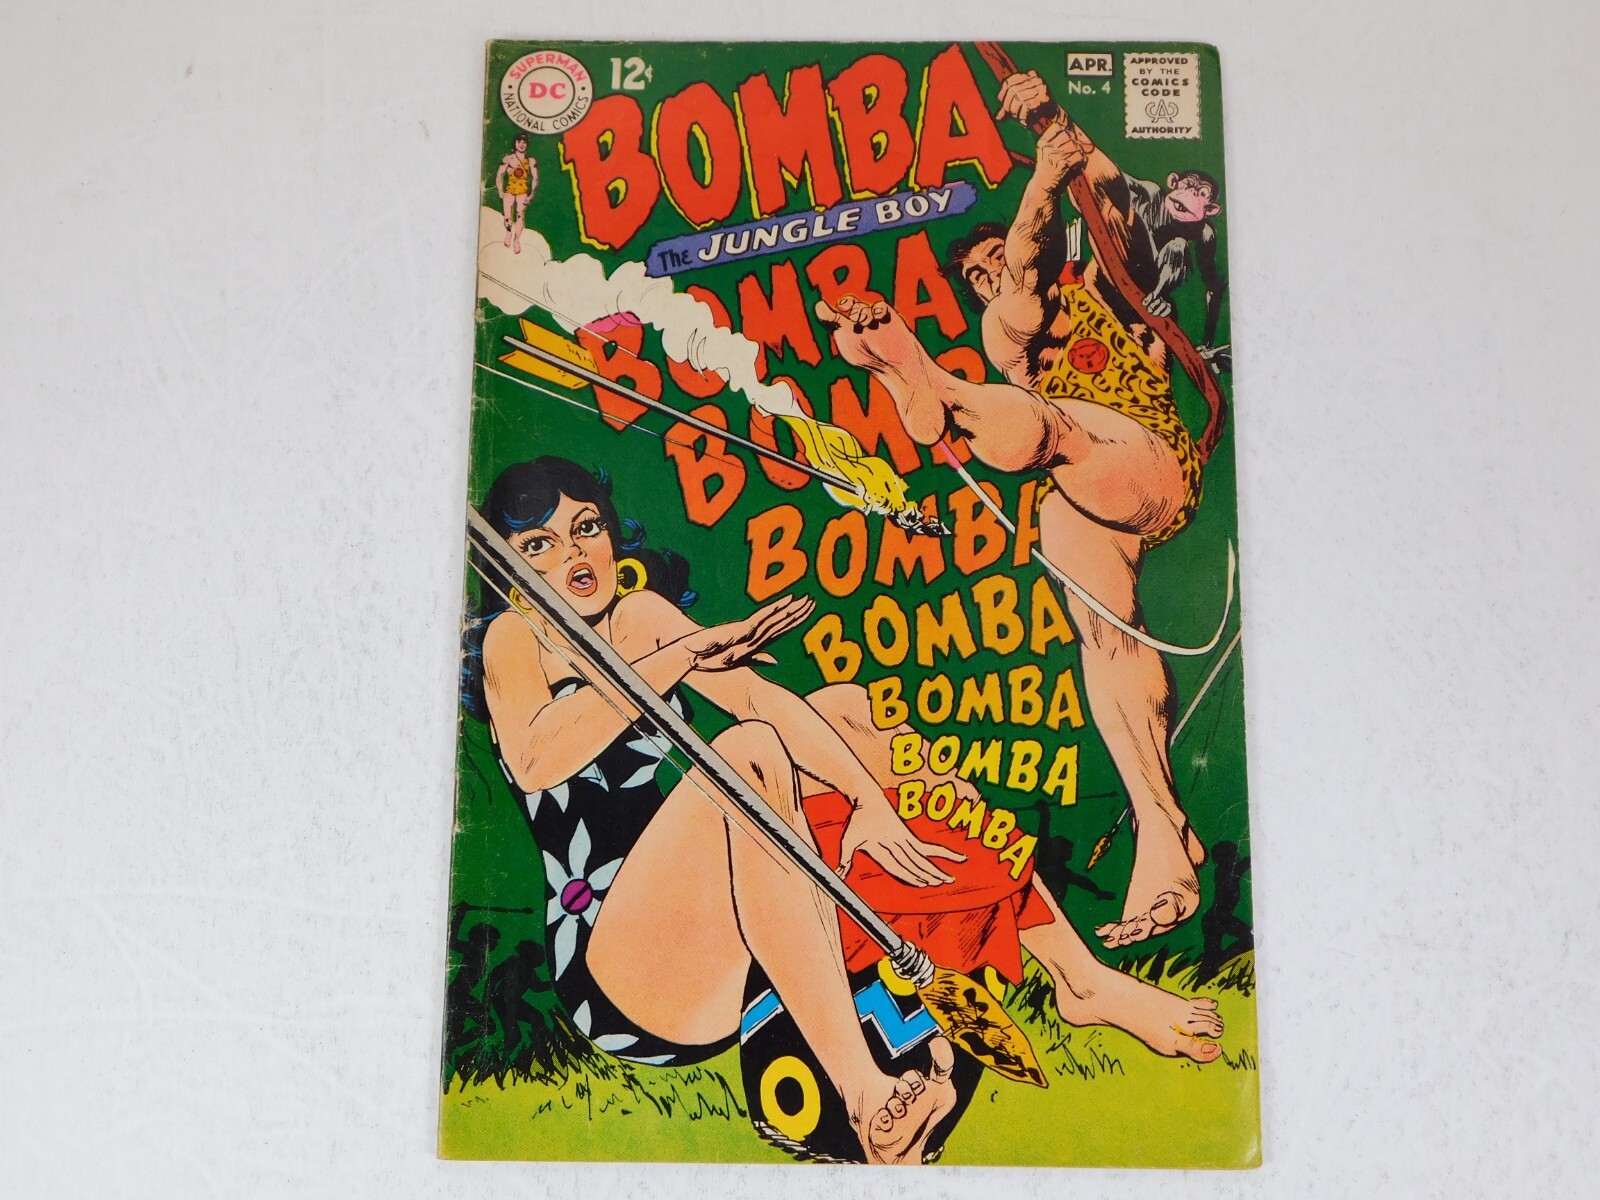 SUPERMAN
DC
NATIONAL COMICS
12¢
APR.
No. 4
APPROVED
BY THE
COMICS
CODE
CA
AUTHORITY
BOMBA
The JUNGLE BOY
BOMBA
BOMB
BOMBA
BOMBA
BOMBA
BOMBA
BOMBA